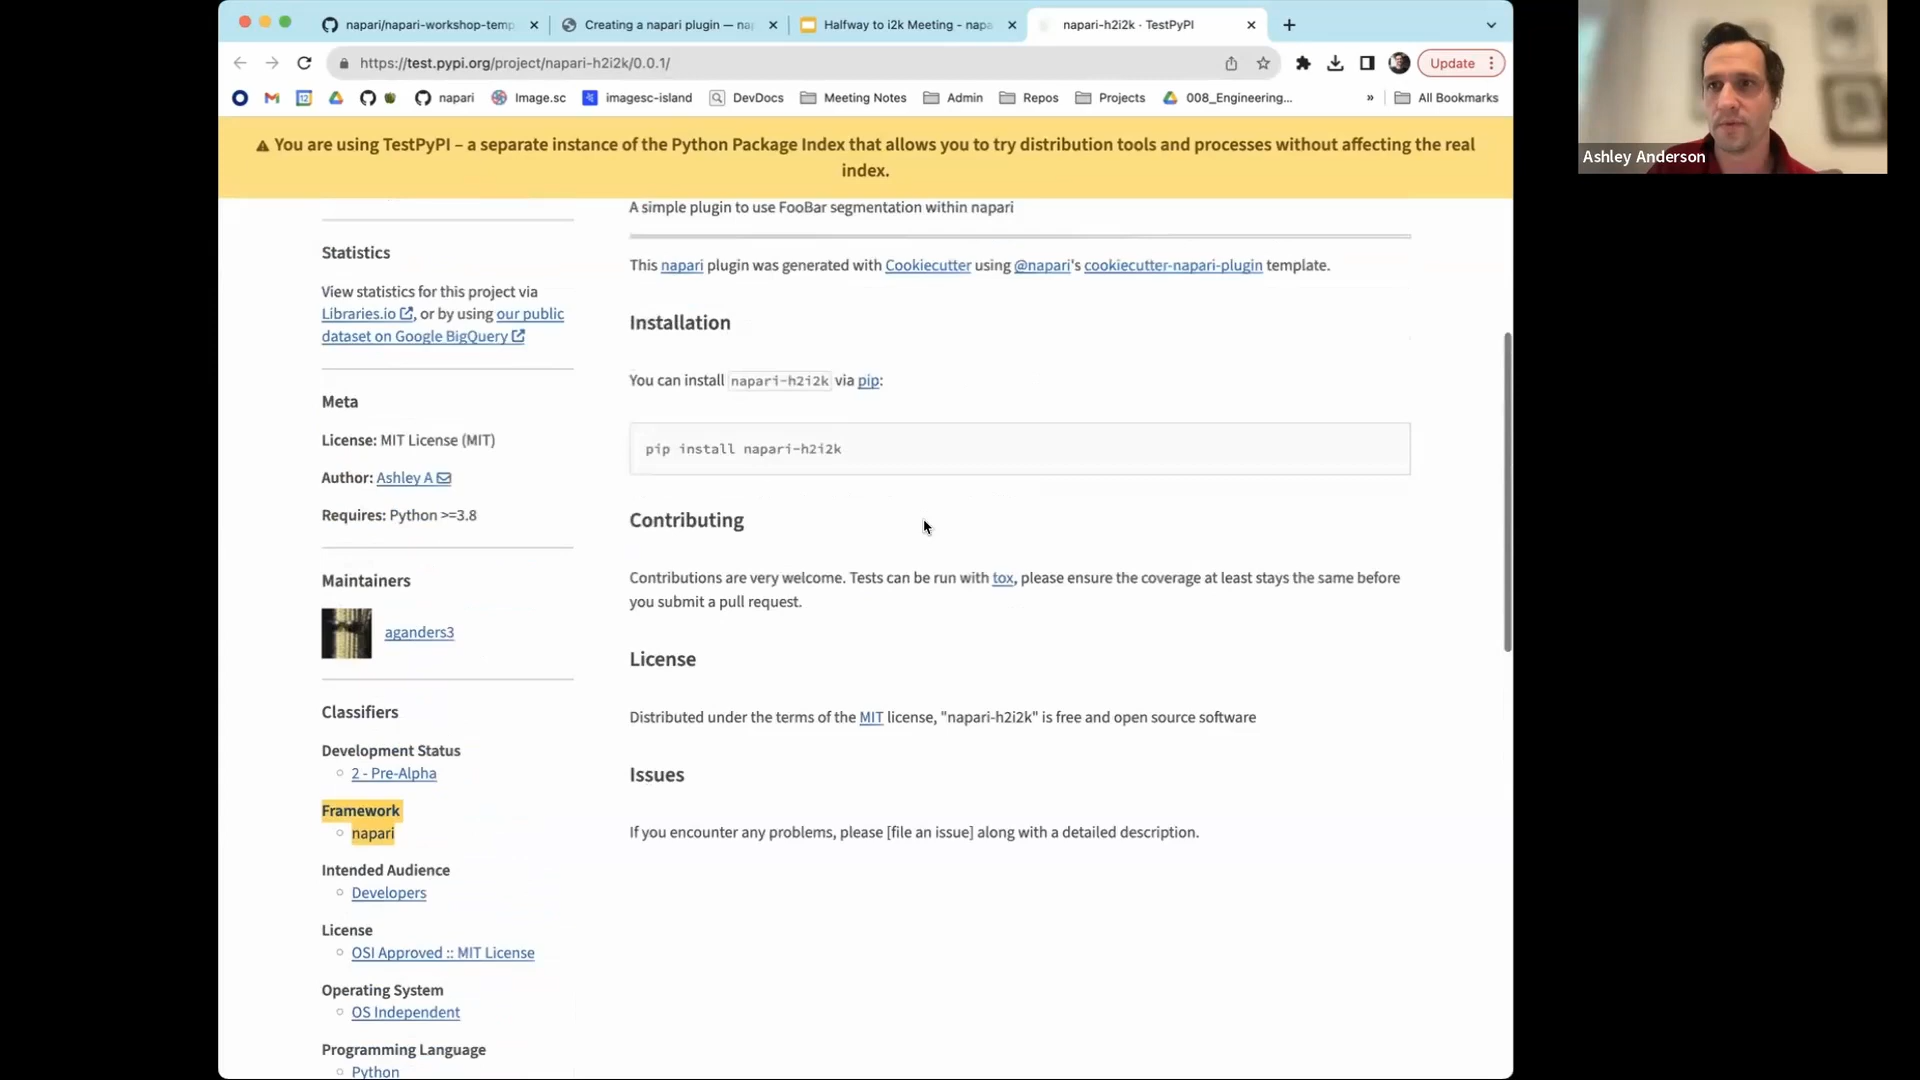 napari/napari-workshop-temp
Creating a napari plugin — na
Halfway to i2k Meeting - napa
napari-h2i2k · TestPyPI
https://test.pypi.org/project/napari-h2i2k/0.0.1/
Update
12
napari
Image.sc
imagesc-island
DevDocs
Meeting Notes
Admin
Repos
Projects
008_Engineering...
»
All Bookmarks
Ashley Anderson
You are using TestPyPI – a separate instance of the Python Package Index that allows you to try distribution tools and processes without affecting the real
index.
Statistics
View statistics for this project via
Libraries.io, or by using our public
dataset on Google BigQuery
Meta
License: MIT License (MIT)
Author: Ashley A
Requires: Python >=3.8
Maintainers
aganders3
Classifiers
Development Status
2 - Pre-Alpha
Framework
napari
Intended Audience
Developers
License
OSI Approved :: MIT License
Operating System
OS Independent
Programming Language
Python
A simple plugin to use FooBar segmentation within napari
This napari plugin was generated with Cookiecutter using @napari's cookiecutter-napari-plugin template.
Installation
You can install napari-h2i2k via pip:
pip install napari-h2i2k
Contributing
Contributions are very welcome. Tests can be run with tox, please ensure the coverage at least stays the same before
you submit a pull request.
License
Distributed under the terms of the MIT license, "napari-h2i2k" is free and open source software
Issues
If you encounter any problems, please [file an issue] along with a detailed description.